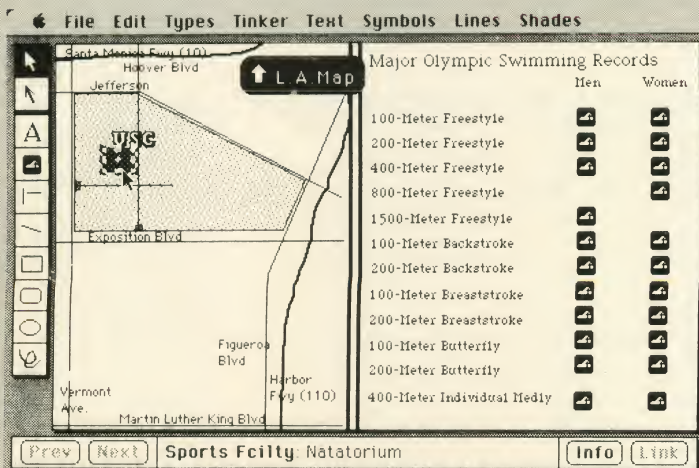 File Edit Types Tinker Text Symbols Lines Shades
Santa Monica Fwy (10)
Hoover Blvd
Jefferson
L.A. Map
USC
Exposition Blvd
Figueroa
Blvd
Harbor
Fwy (110)
Vermont
Ave.
Martin Luther King Blvd
Major Olympic Swimming Records
Men Women
100-Meter Freestyle
200-Meter Freestyle
400-Meter Freestyle
800-Meter Freestyle
1500-Meter Freestyle
100-Meter Backstroke
200-Meter Backstroke
100-Meter Breaststroke
200-Meter Breaststroke
100-Meter Butterfly
200-Meter Butterfly
400-Meter Individual Medly
A
Prev Next Sports Fcilty: Natatorium Info Link